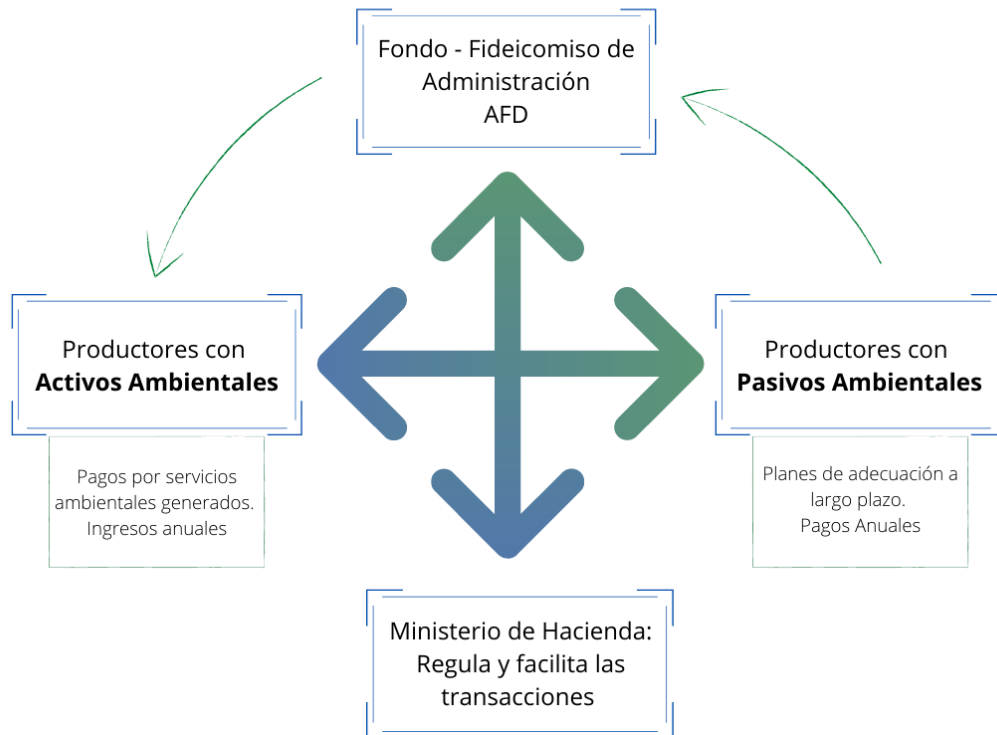 Fondo - Fideicomiso de
Administración
AFD
Productores con
Activos Ambientales
Pagos por servicios
ambientales generados.
Ingresos anuales
Productores con
Pasivos Ambientales
Planes de adecuación a
largo plazo.
Pagos Anuales
Ministerio de Hacienda:
Regula y facilita las
transacciones